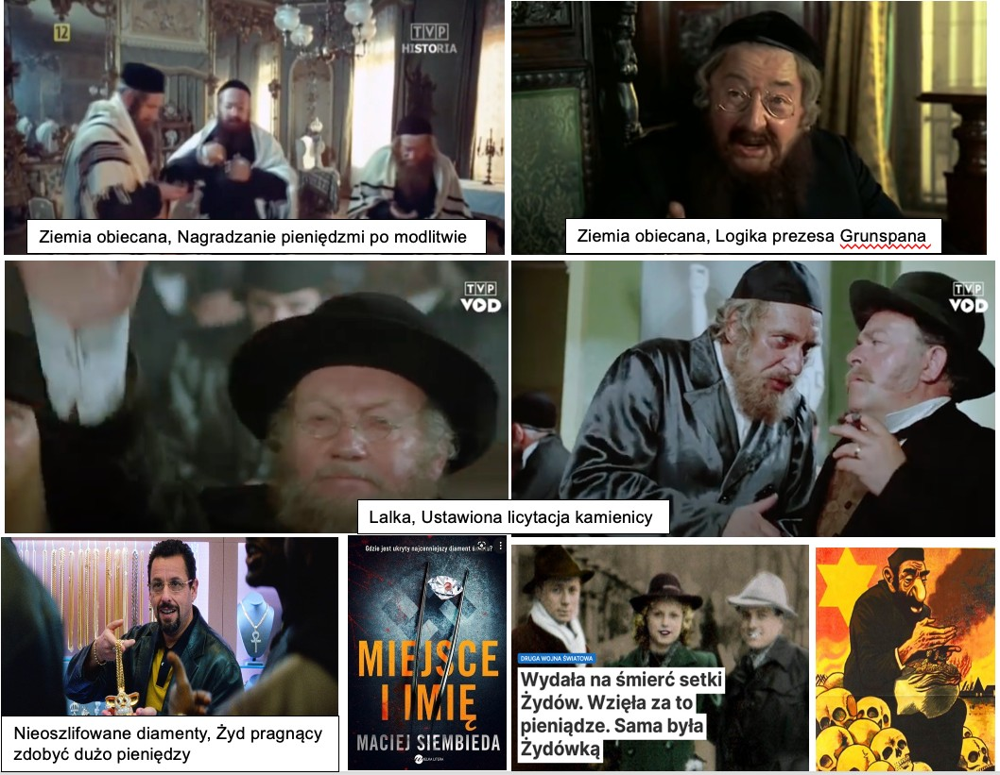 12
TVP
HISTORIA
Ziemia obiecana, Nagradzanie pieniędzmi po modlitwie
Ziemia obiecana, Logika prezesa Grunspana
TVP
VOD
TVP
VOD
Lalka, Ustawiona licytacja kamienicy
Nieoszlifowane diamenty, Żyd pragnący
zdobyć dużo pieniędzy
Gdzie jest ukryty najcenniejszy diament
MIEJSCE
I IMIĘ
MACIEJ SIEMBIEDA
WIELKA LITERA
DRUGA WOJNA ŚWIATOWA
Wydała na śmierć setki
Żydów. Wzięła za to
pieniądze. Sama była
Żydówką